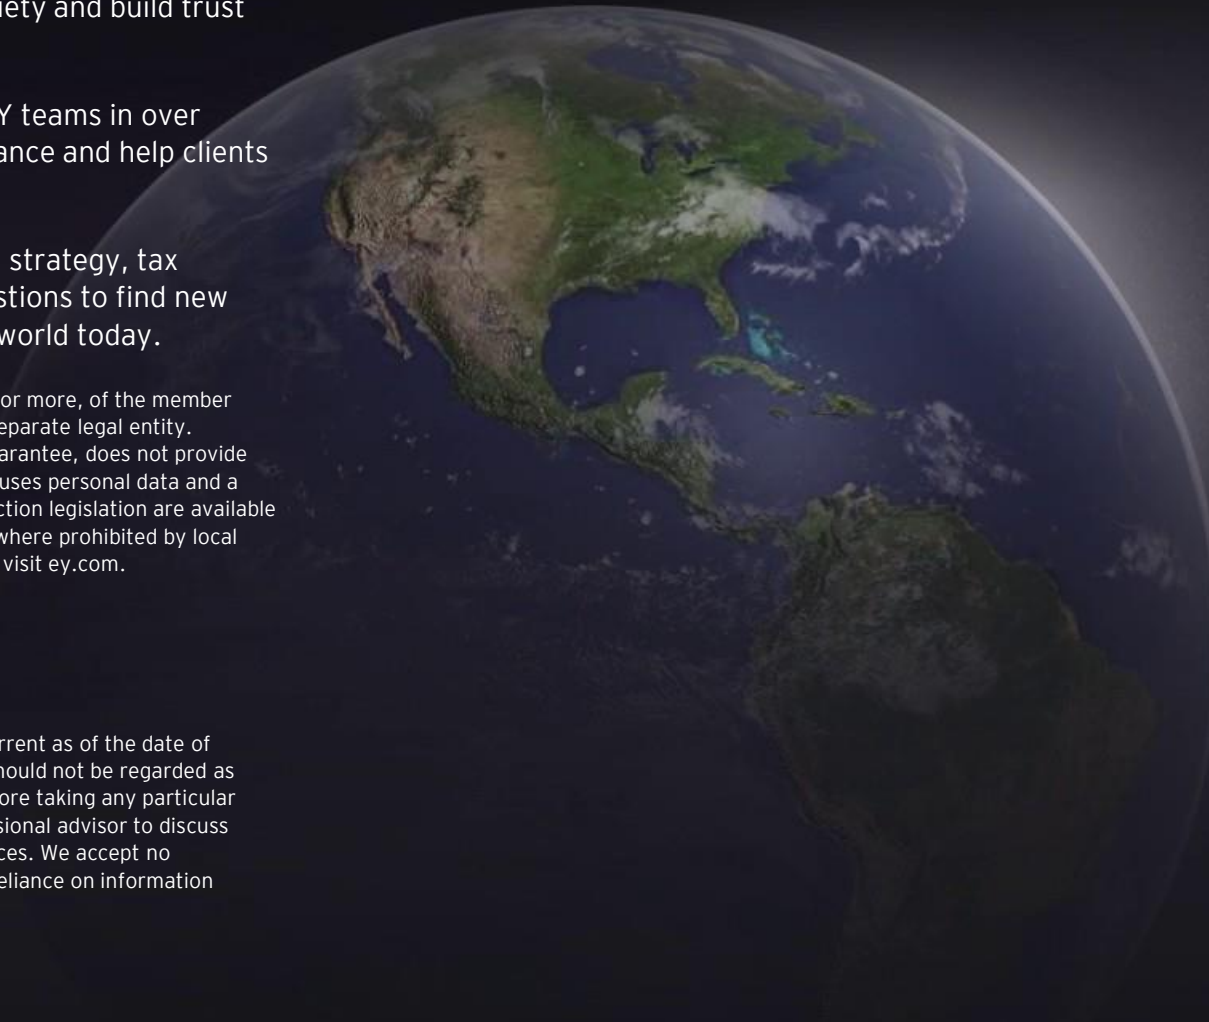 iety and build trust
Y teams in over
ance and help clients
strategy, tax
stions to find new
world today.
or more, of the member
eparate legal entity.
arantee, does not provide
uses personal data and a
ction legislation are available
where prohibited by local
visit ey.com.
rrent as of the date of
hould not be regarded as
ore taking any particular
sional advisor to discuss
ces. We accept no
eliance on information